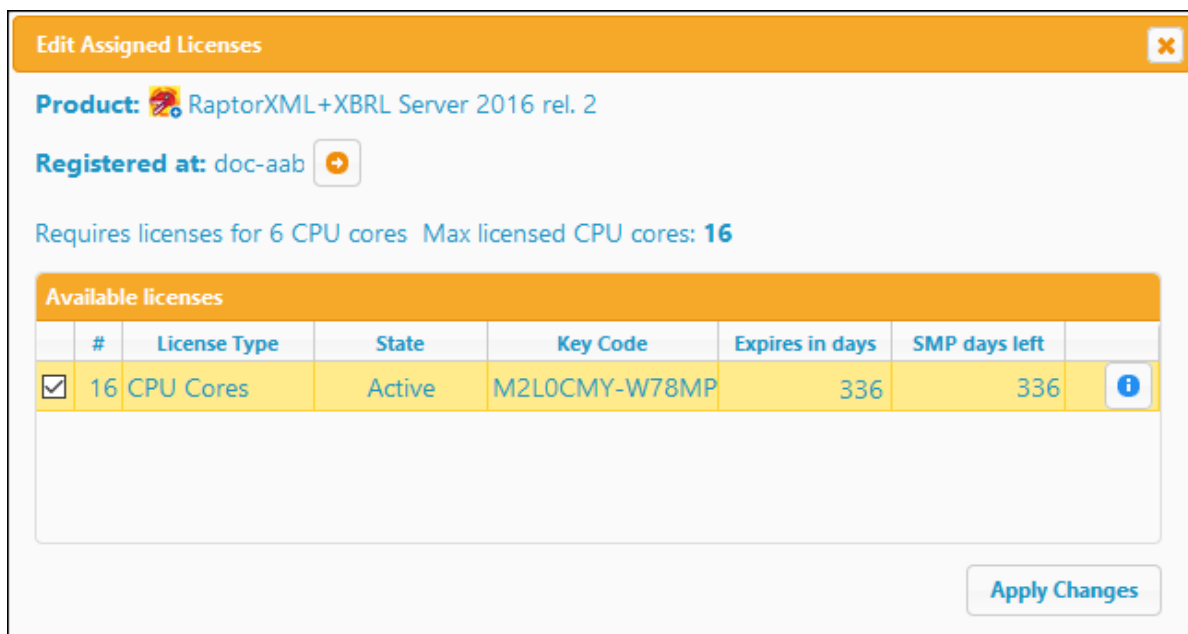 Edit Assigned Licenses
Product: RaptorXML+XBRL Server 2016 rel. 2
Registered at: doc-aab
Requires licenses for 6 CPU cores Max licensed CPU cores: 16
Available licenses
# License Type State Key Code Expires in days SMP days left
16 CPU Cores Active M2L0CMY-W78MP 336 336
Apply Changes